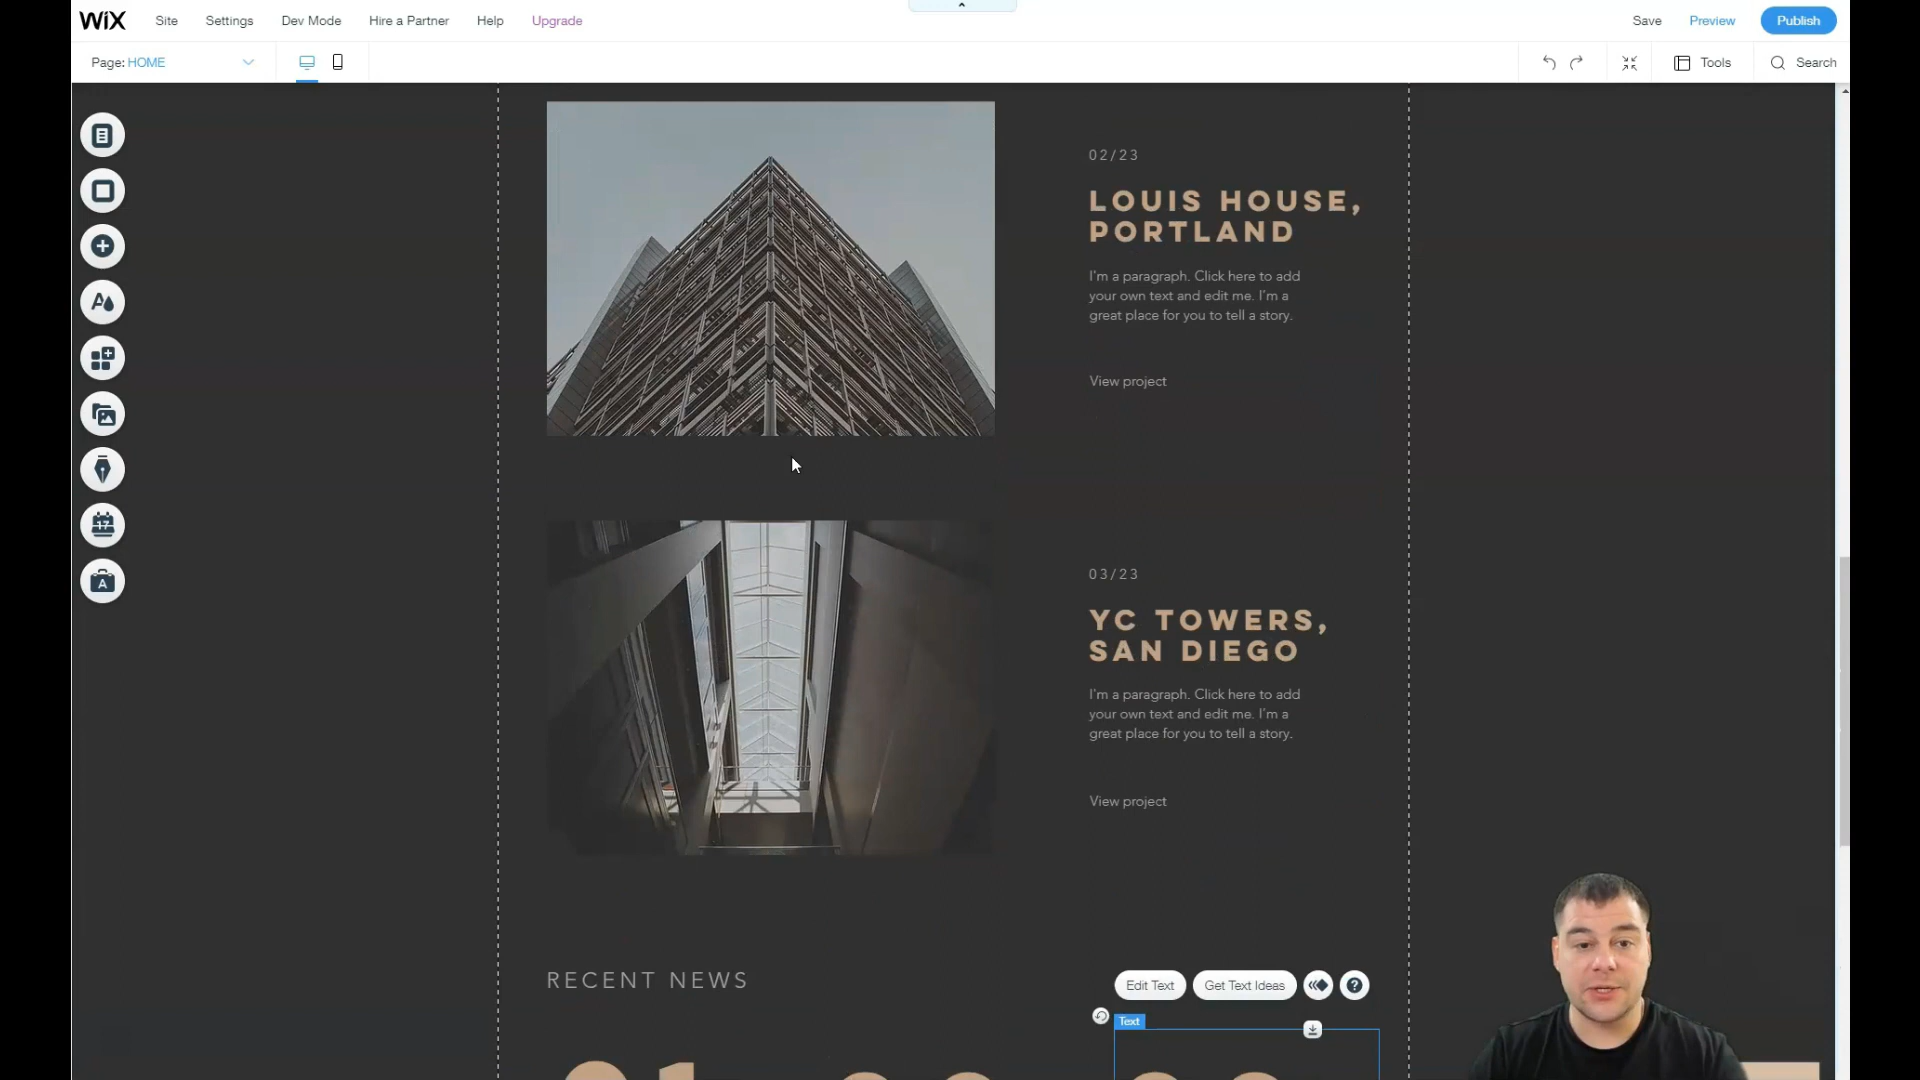 WiX Site Settings Dev Mode Hire a Partner Help Upgrade Save Preview Publish
Page: HOME Tools Search
02/23
LOUIS HOUSE,
PORTLAND
I'm a paragraph. Click here to add
your own text and edit me. I'm a
great place for you to tell a story.
View project
03/23
YC TOWERS,
SAN DIEGO
I'm a paragraph. Click here to add
your own text and edit me. I'm a
great place for you to tell a story.
View project
17
A
RECENT NEWS
Edit Text Get Text Ideas ?
Text